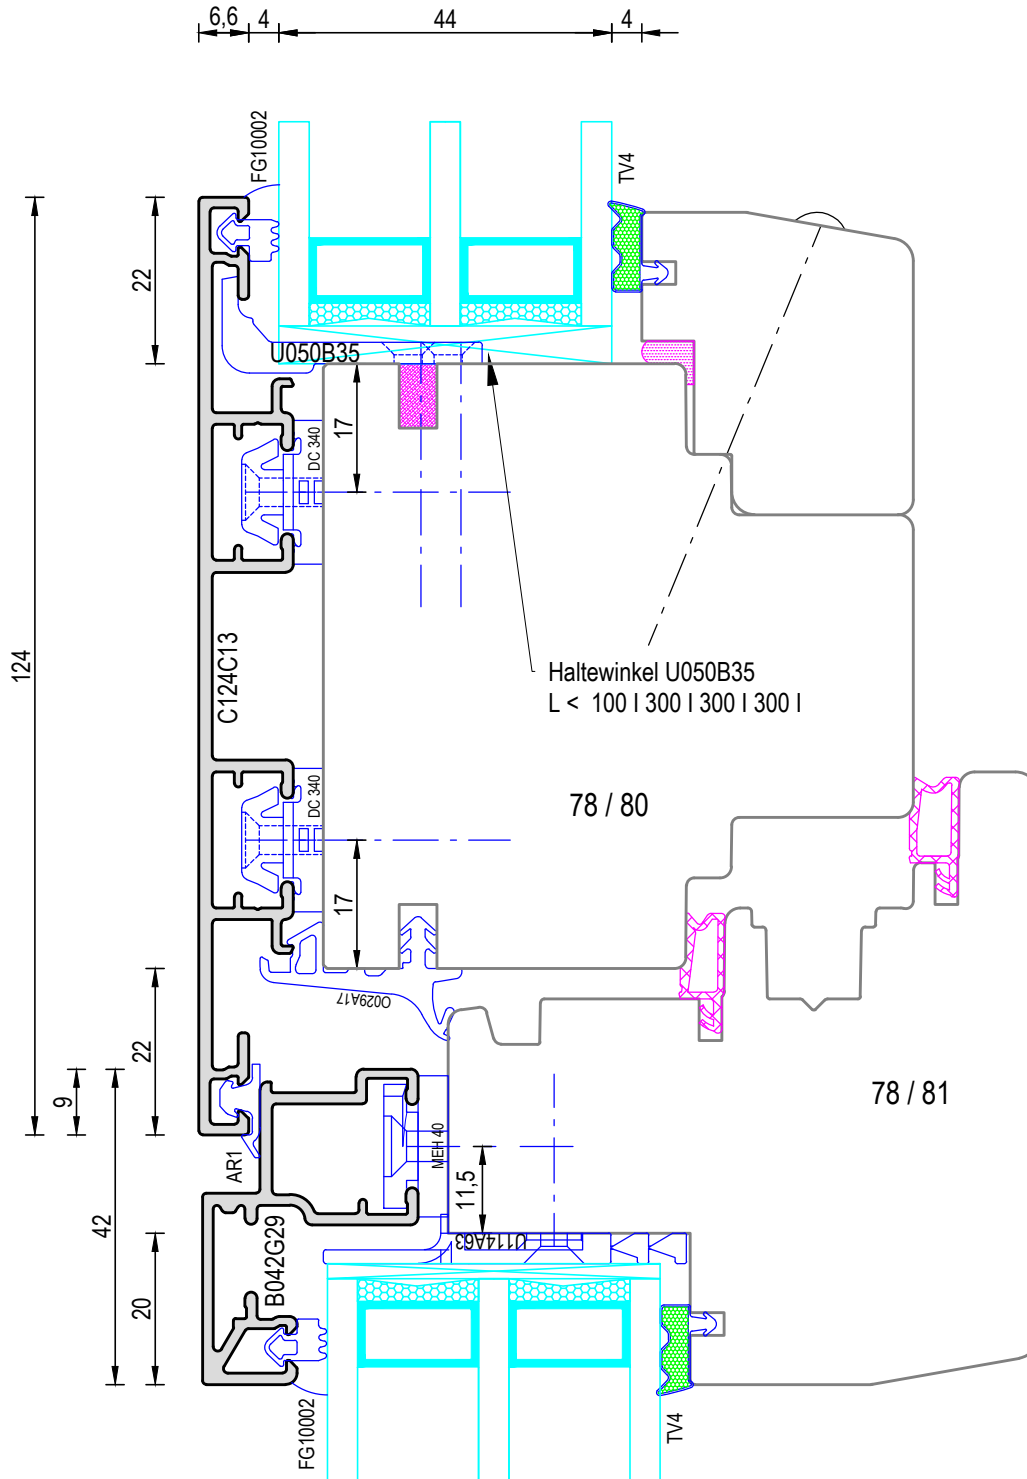 6,6
4
44
4
FG10002
TV4
22
U050B35
17
DC 340
124
C124C13
Haltewinkel U050B35
L < 100 I 300 I 300 I 300 I
78 / 80
DC 340
17
O029A17
22
9
78 / 81
MEH 40
AR1
11,5
42
U114A63
B042G29
20
FG10002
TV4